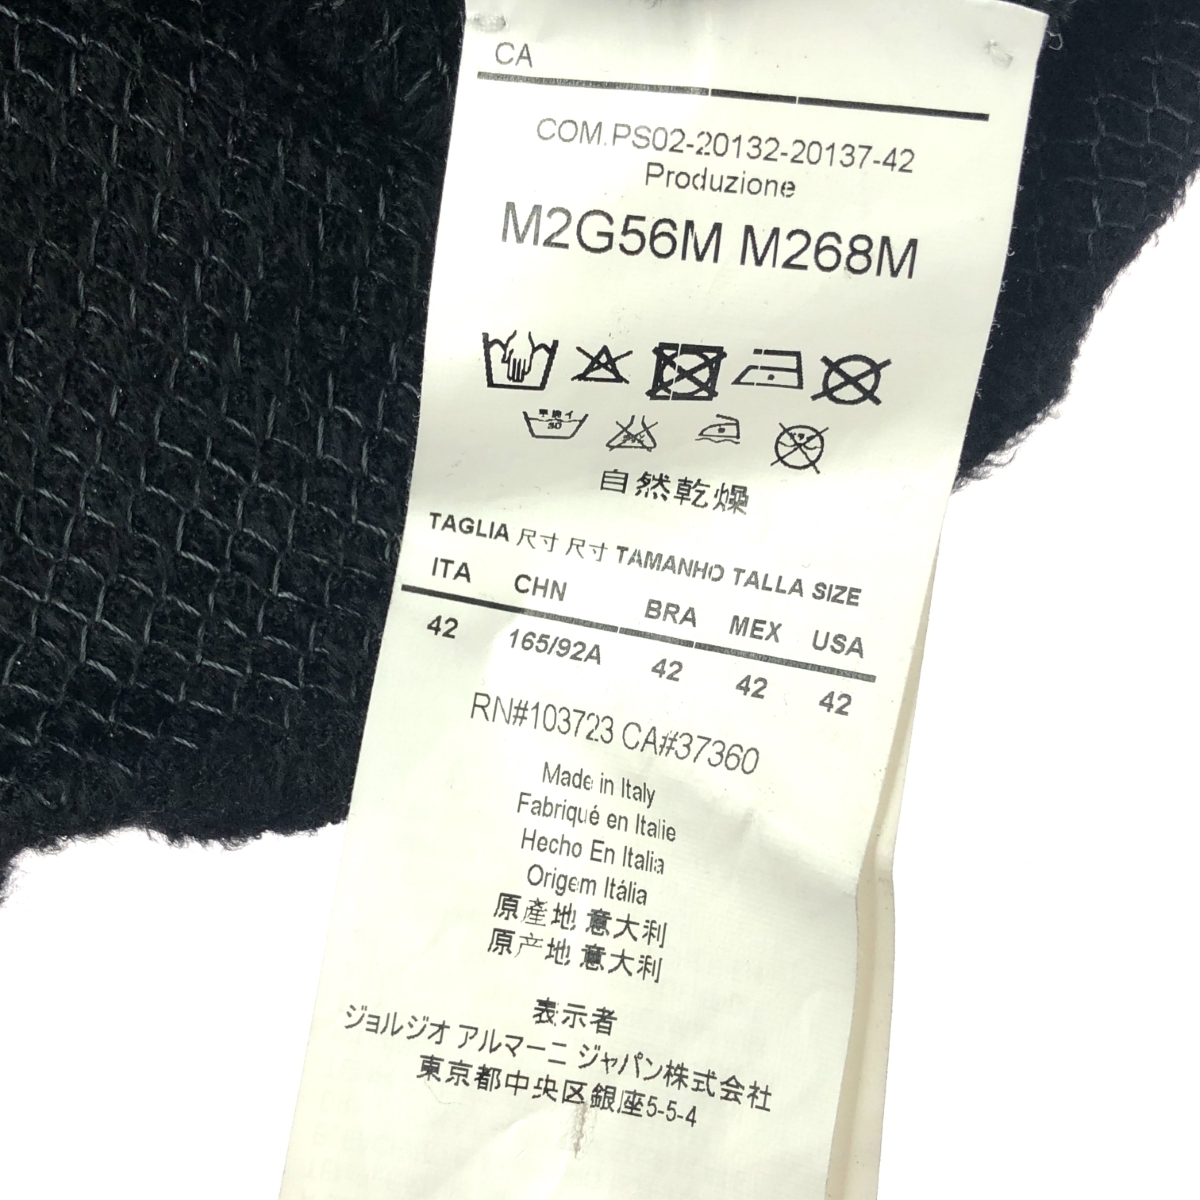 CA
COM.PS02-20132-20137-42
Produzione
M2G56M M268M
手洗イ
30
自然乾燥
TAGLIA 尺寸 尺寸 TAMANHO TALLA SIZE
ITA CHN BRA MEX USA
42 165/92A 42 42 42
RN#103723 CA#37360
Made in Italy
Fabriqué en Italie
Hecho En Italia
Origem Itália
原產地 意大利
原产地 意大利
表示者
ジョルジオ アルマーニ ジャパン株式会社
東京都中央区銀座5-5-4